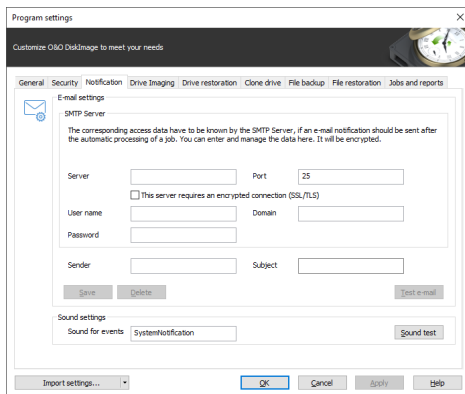 Program settings
Customize O&O DiskImage to meet your needs
General Security Notification Drive Imaging Drive restoration Clone drive File backup File restoration Jobs and reports
E-mail settings
SMTP Server
The corresponding access data have to be known by the SMTP Server, if an e-mail notification should be sent after
the automatic processing of a job. You can enter and manage the data here. It will be encrypted.
Server Port 25
This server requires an encrypted connection (SSL/TLS)
User name Domain
Password
Sender Subject
Save Delete Test e-mail
Sound settings
Sound for events SystemNotification Sound test
Import settings... OK Cancel Apply Help